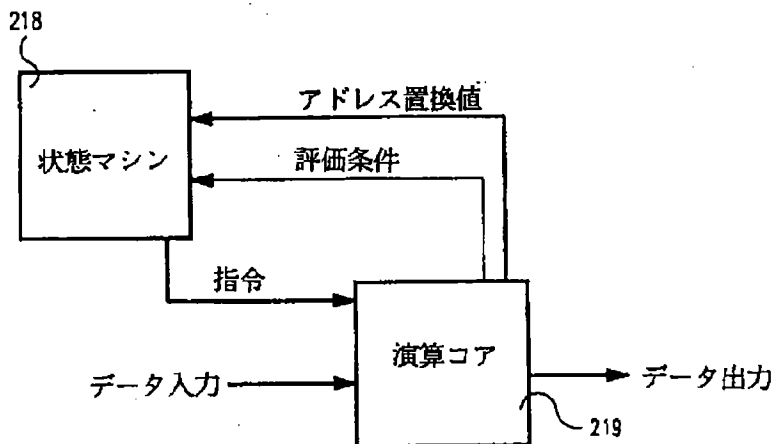 218
アドレス置換値
状態マシン
評価条件
指令
演算コア
データ入力
データ出力
219